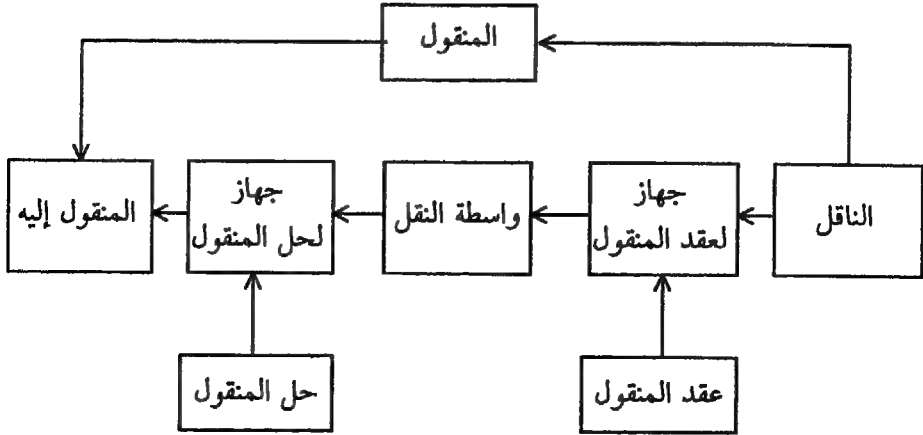 المنقول
الناقل
جهاز
لعقد المنقول
واسطة النقل
جهاز
لحل المنقول
المنقول إليه
عقد المنقول
حل المنقول